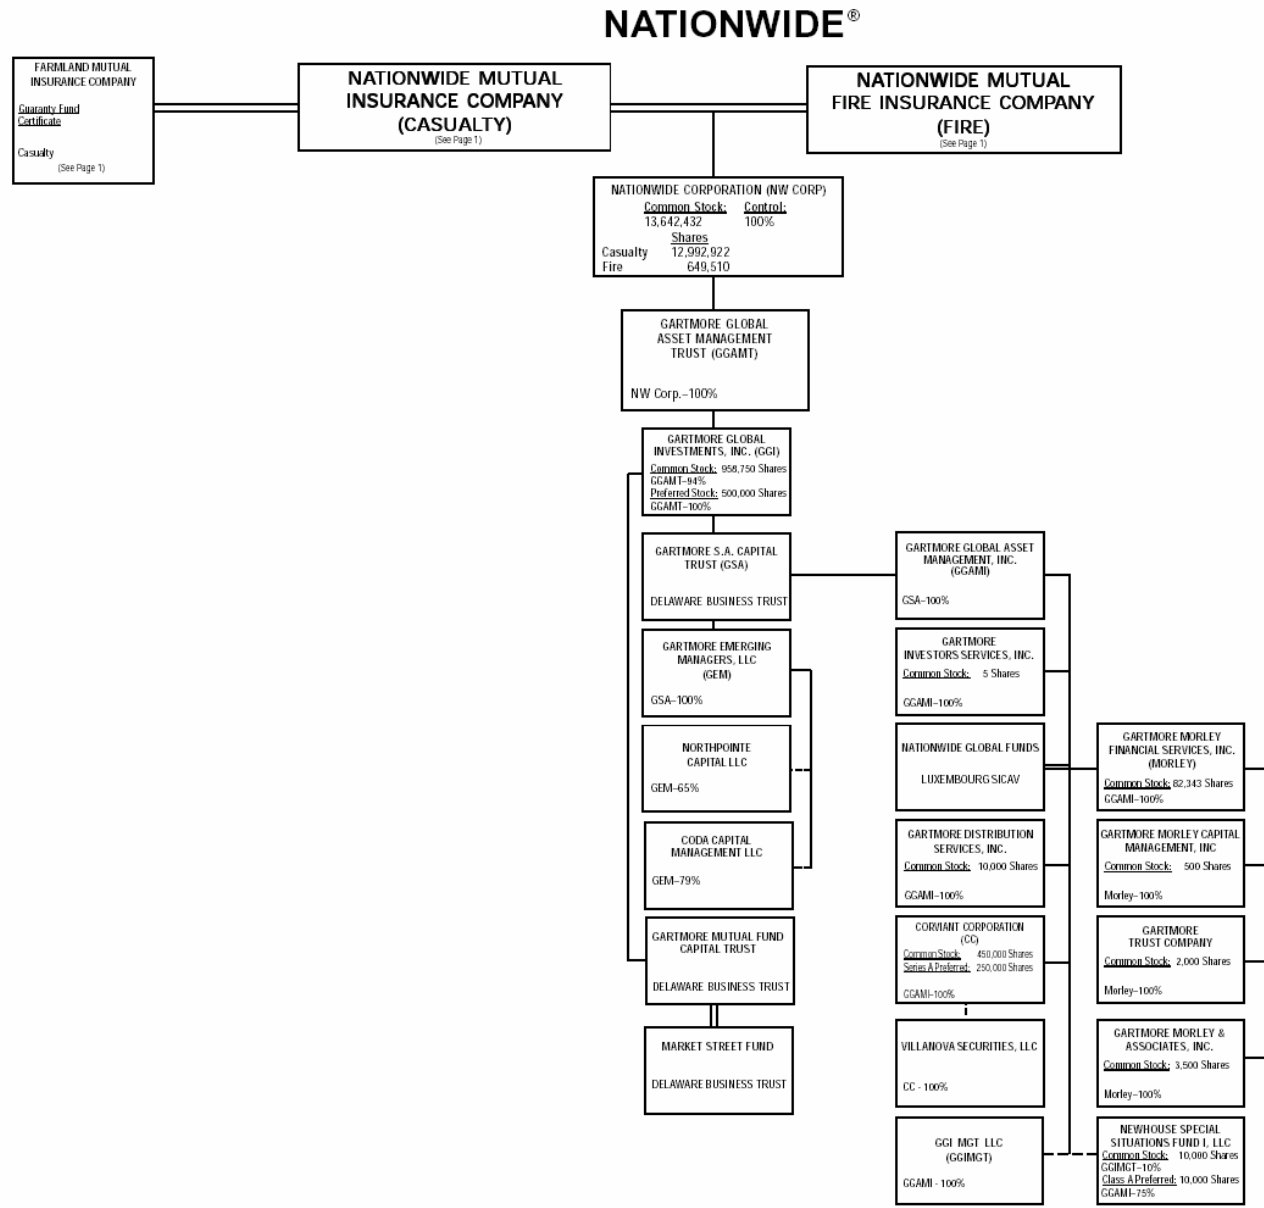 NATIONWIDE®
FARMLAND MUTUAL
INSURANCE COMPANY
Guaranty Fund
Certificate
Casualty
(See Page 1)
NATIONWIDE MUTUAL
INSURANCE COMPANY
(CASUALTY)
(See Page 1)
NATIONWIDE MUTUAL
FIRE INSURANCE COMPANY
(FIRE)
(See Page 1)
NATIONWIDE CORPORATION (NW CORP)
Common Stock: Control:
13,642,432 100%
Shares
Casualty 12,992,922
Fire 649,510
GARTMORE GLOBAL
ASSET MANAGEMENT
TRUST (GGAMT)
NW Corp.–100%
GARTMORE GLOBAL
INVESTMENTS, INC. (GGI)
Common Stock: 958,750 Shares
GGAMT–94%
Preferred Stock: 500,000 Shares
GGAMT–100%
GARTMORE S.A. CAPITAL
TRUST (GSA)
DELAWARE BUSINESS TRUST
GARTMORE EMERGING
MANAGERS, LLC
(GEM)
GSA–100%
NORTHPOINTE
CAPITAL LLC
GEM–65%
CODA CAPITAL
MANAGEMENT LLC
GEM–79%
GARTMORE MUTUAL FUND
CAPITAL TRUST
DELAWARE BUSINESS TRUST
MARKET STREET FUND
DELAWARE BUSINESS TRUST
GARTMORE GLOBAL ASSET
MANAGEMENT, INC.
(GGAMI)
GSA–100%
GARTMORE
INVESTORS SERVICES, INC.
Common Stock: 5 Shares
GGAMI–100%
NATIONWIDE GLOBAL FUNDS
LUXEMBOURG SICAV
GARTMORE DISTRIBUTION
SERVICES, INC.
Common Stock: 10,000 Shares
GGAMI–100%
CORVIANT CORPORATION
(CC)
Common Stock: 450,000 Shares
Series A Preferred: 250,000 Shares
GGAMI–100%
VILLANOVA SECURITIES, LLC
CC - 100%
GGI MGT LLC
(GGIMGT)
GGAMI - 100%
GARTMORE MORLEY
FINANCIAL SERVICES, INC.
(MORLEY)
Common Stock: 82,343 Shares
GGAMI–100%
GARTMORE MORLEY CAPITAL
MANAGEMENT, INC
Common Stock: 500 Shares
Morley–100%
GARTMORE
TRUST COMPANY
Common Stock: 2,000 Shares
Morley–100%
GARTMORE MORLEY &
ASSOCIATES, INC.
Common Stock: 3,500 Shares
Morley–100%
NEWHOUSE SPECIAL
SITUATIONS FUND I, LLC
Common Stock: 10,000 Shares
GGIMGT–10%
Class A Preferred: 10,000 Shares
GGAMI–75%